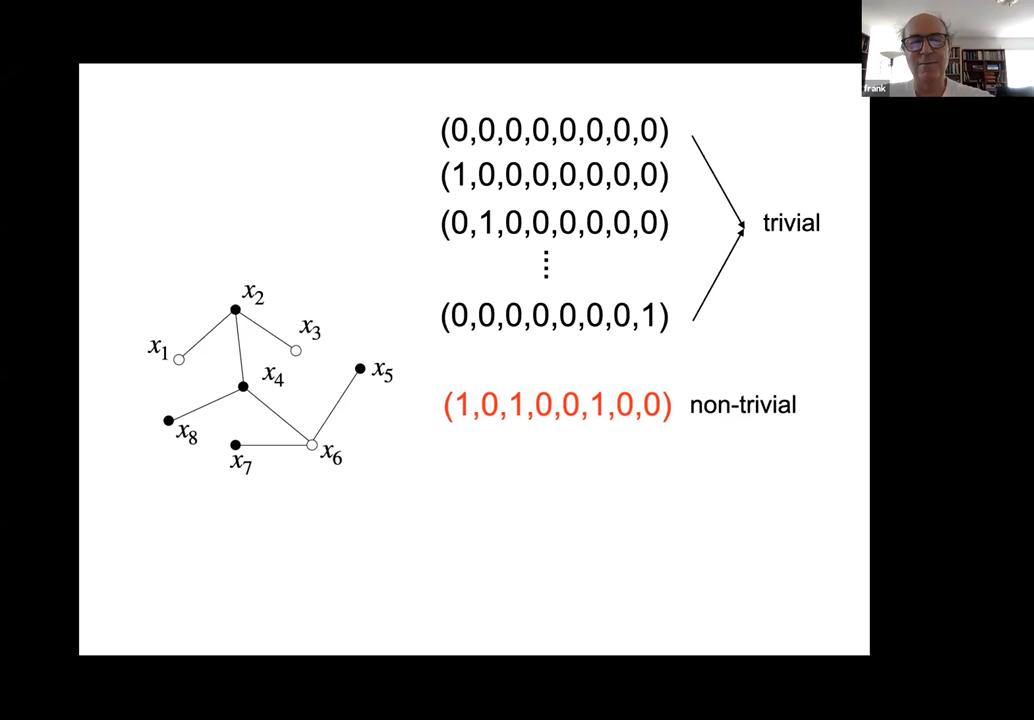 frank
(0,0,0,0,0,0,0,0)
(1,0,0,0,0,0,0,0)
(0,1,0,0,0,0,0,0)
⋮
trivial
(0,0,0,0,0,0,0,1)
(1,0,1,0,0,1,0,0) non-trivial
x₂
x₃
x₁
x₄
x₅
x₈
x₇
x₆